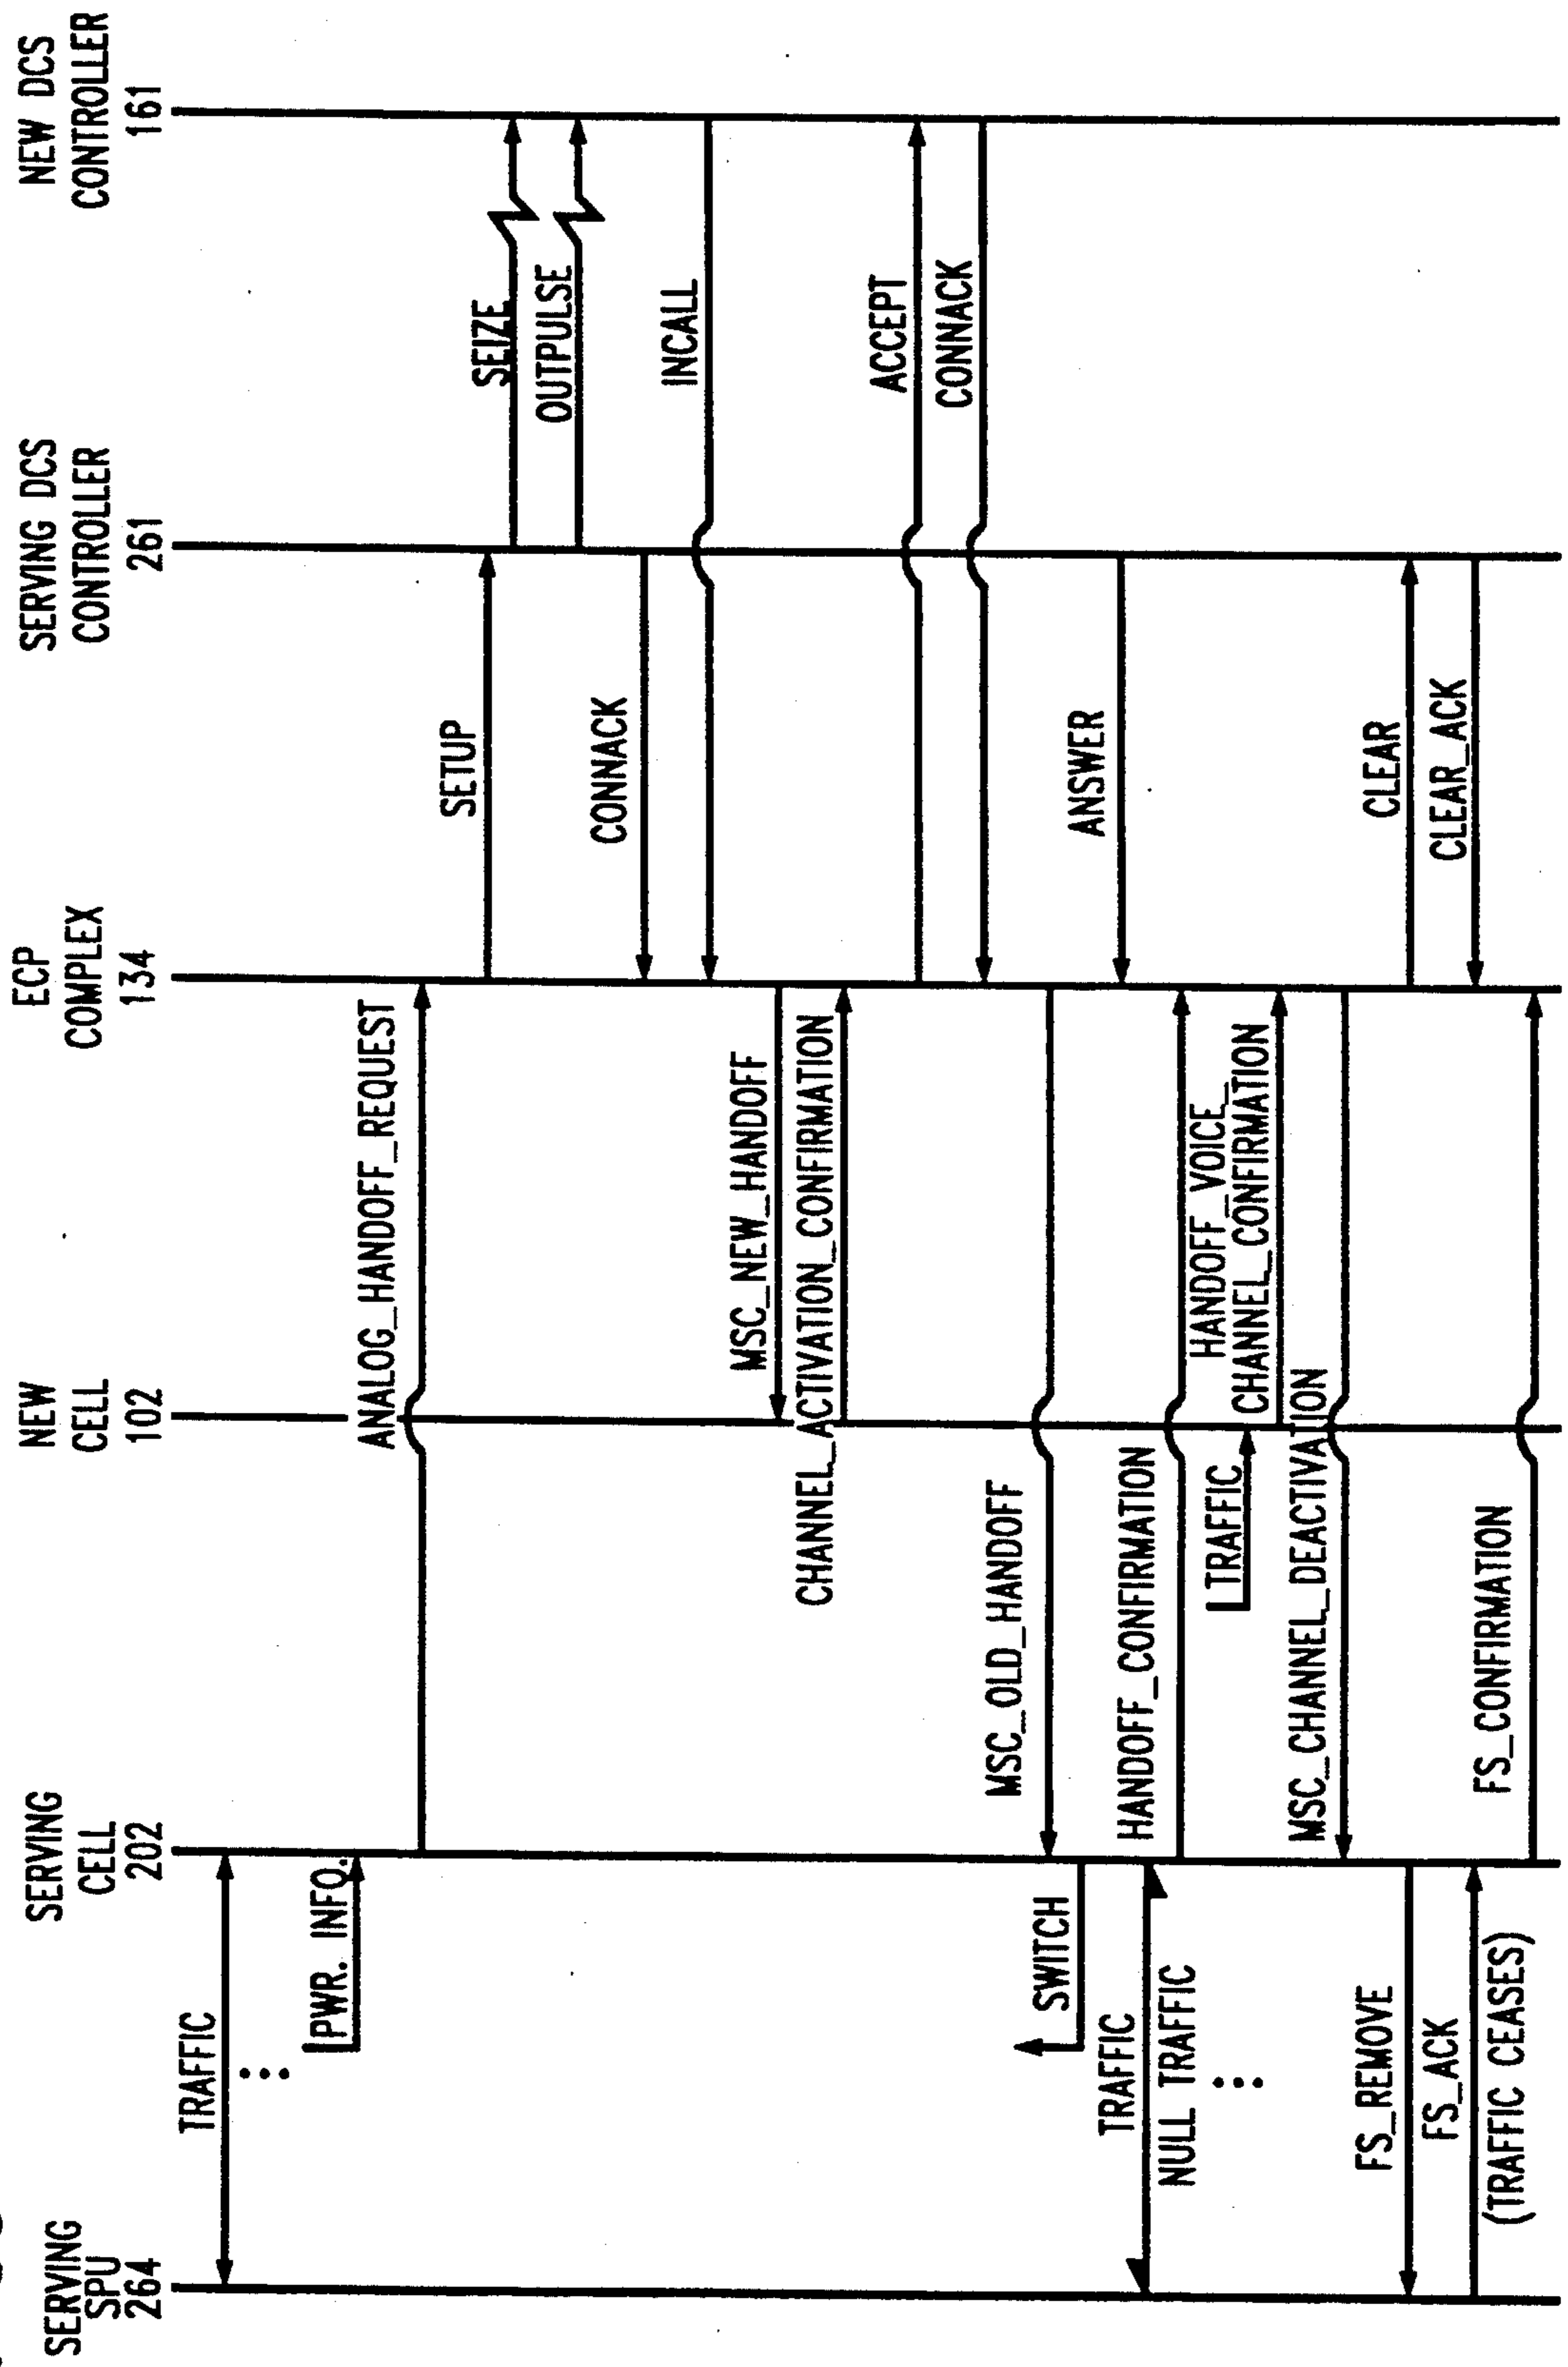 SERVING
SPU
264
SERVING
CELL
202
NEW
CELL
102
ECP
COMPLEX
134
SERVING DCS
CONTROLLER
261
NEW DCS
CONTROLLER
161
TRAFFIC
PWR. INFO.
ANALOG_HANDOFF_REQUEST
SETUP
SEIZE
OUTPULSE
CONNACK
INCALL
MSC_NEW_HANDOFF
CHANNEL_ACTIVATION_CONFIRMATION
ACCEPT
CONNACK
MSC_OLD_HANDOFF
SWITCH
ANSWER
TRAFFIC
NULL TRAFFIC
HANDOFF_CONFIRMATION
TRAFFIC
HANDOFF_VOICE_
CHANNEL_CONFIRMATION
MSC_CHANNEL_DEACTIVATION
FS_REMOVE
CLEAR
FS_ACK
(TRAFFIC CEASES)
CLEAR_ACK
FS_CONFIRMATION